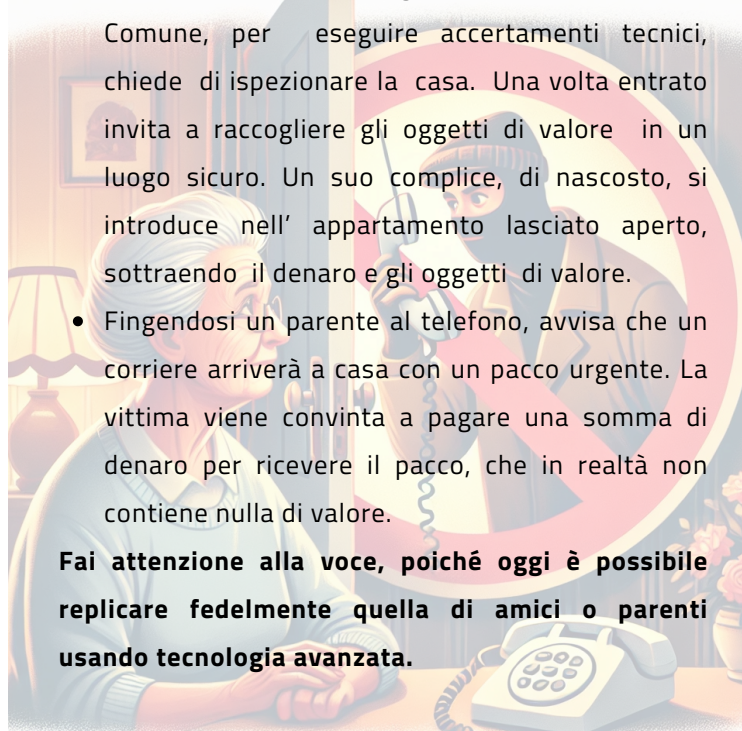 Comune, per eseguire accertamenti tecnici,
chiede di ispezionare la casa. Una volta entrato
invita a raccogliere gli oggetti di valore in un
luogo sicuro. Un suo complice, di nascosto, si
introduce nell’ appartamento lasciato aperto,
sottraendo il denaro e gli oggetti di valore.
• Fingendosi un parente al telefono, avvisa che un
corriere arriverà a casa con un pacco urgente. La
vittima viene convinta a pagare una somma di
denaro per ricevere il pacco, che in realtà non
contiene nulla di valore.
Fai attenzione alla voce, poiché oggi è possibile
replicare fedelmente quella di amici o parenti
usando tecnologia avanzata.